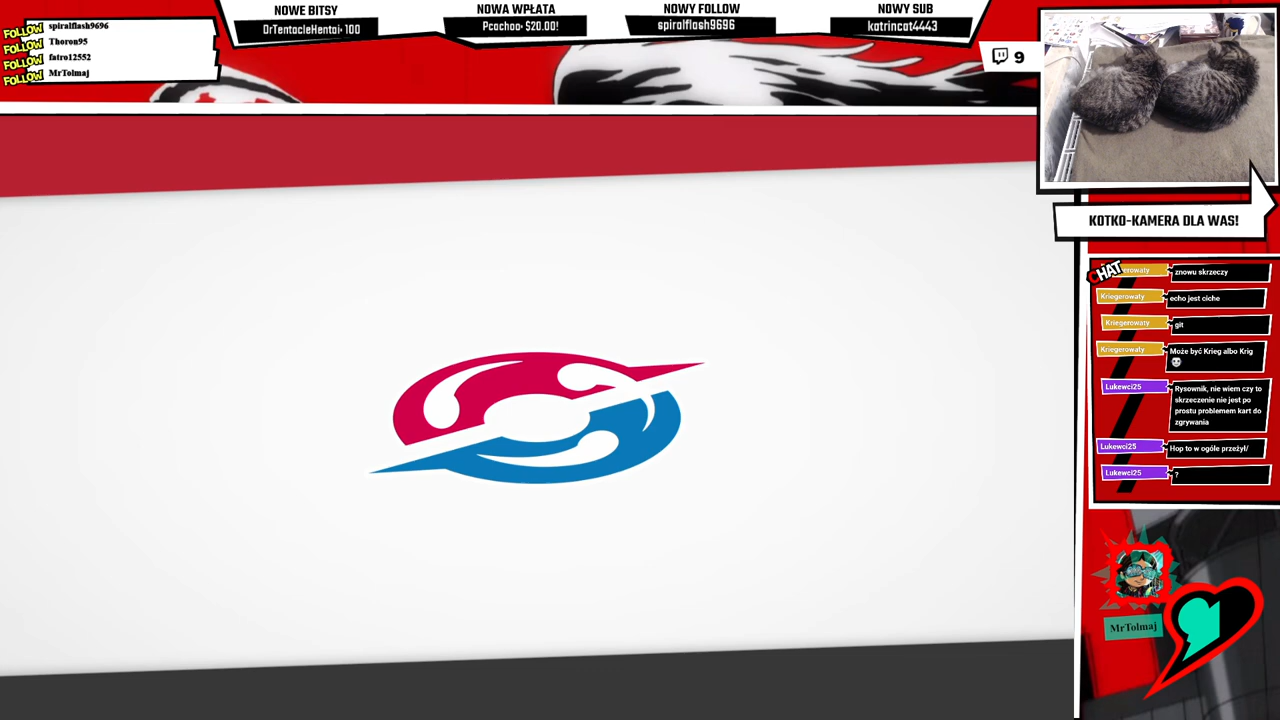 NOWE BITSY
DrTentacleHentai: 100
NOWA WPŁATA
Pcachoo: $20.00!
NOWY FOLLOW
spiralflash9696
NOWY SUB
katrincat4443
FOLLOW spiralflash9696
FOLLOW Thoron95
FOLLOW fatro12552
FOLLOW MrTolmaj
9
KOTKO-KAMERA DLA WAS!
CHAT
znowu skrzeczy
Kriegerowaty echo jest ciche
Kriegerowaty git
Kriegerowaty Może być Krieg albo Krig
Lukewci25 Rysownik, nie wiem czy to
skrzeczenie nie jest po
prostu problemem kart do
zgrywania
Lukewci25 Hop to w ogóle przeżył/
Lukewci25 ?
MrTolmaj